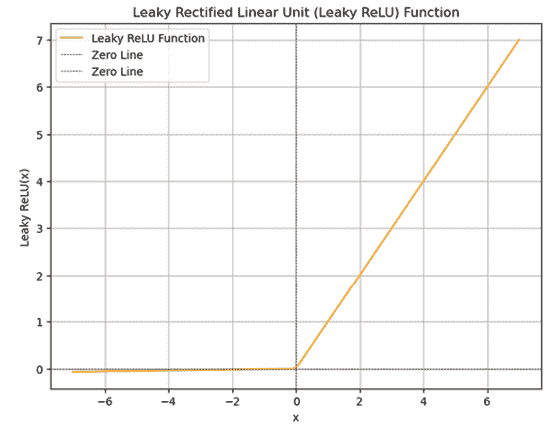 Leaky Rectified Linear Unit (Leaky ReLU) Function
Leaky ReLU Function
Zero Line
Zero Line
7
6
5
4
3
2
1
0
Leaky ReLU(x)
−6 −4 −2 0 2 4 6
x